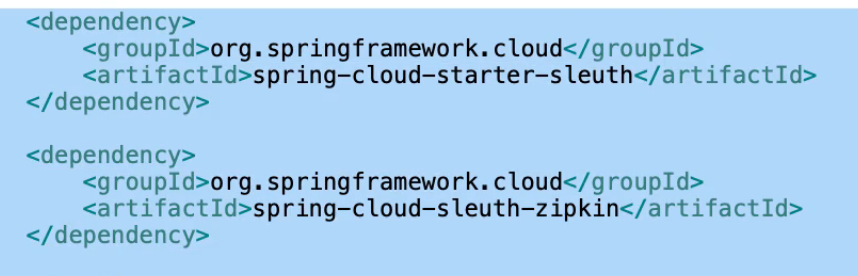 <dependency>
<groupId>org.springframework.cloud</groupId>
<artifactId>spring-cloud-starter-sleuth</artifactId>
</dependency>
<dependency>
<groupId>org.springframework.cloud</groupId>
<artifactId>spring-cloud-sleuth-zipkin</artifactId>
</dependency>